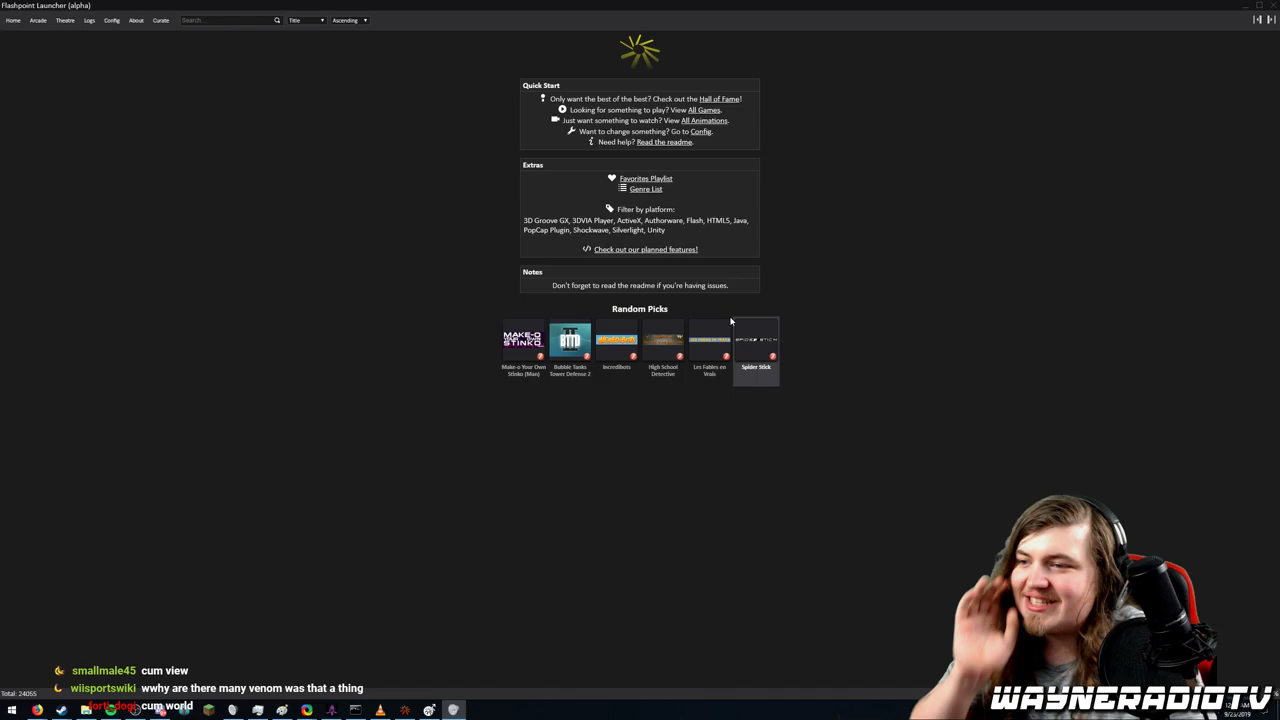 Flashpoint Launcher (alpha)
Home Arcade Theatre Logs Config About Curate Search... Title Ascending
Quick Start
Only want the best of the best? Check out the Hall of Fame!
Looking for something to play? View All Games.
Just want something to watch? View All Animations.
Want to change something? Go to Config.
Need help? Read the readme.
Extras
Favorites Playlist
Genre List
Filter by platform:
3D Groove GX, 3DVIA Player, ActiveX, Authorware, Flash, HTML5, Java,
PopCap Plugin, Shockwave, Silverlight, Unity
Check out our planned features!
Notes
Don't forget to read the readme if you're having issues.
Random Picks
Make-o Your Own
Stinko (Man)
Bubble Tanks
Tower Defense 2
Incredibots
High School
Detective
Les Fables en
Vrais
Spider Stick
smallmale45 cum view
wiisportswiki wwhy are there many venom was that a thing
forti_dogi cum world
Total: 24055
WAYNERADIOTV
9/23/2019